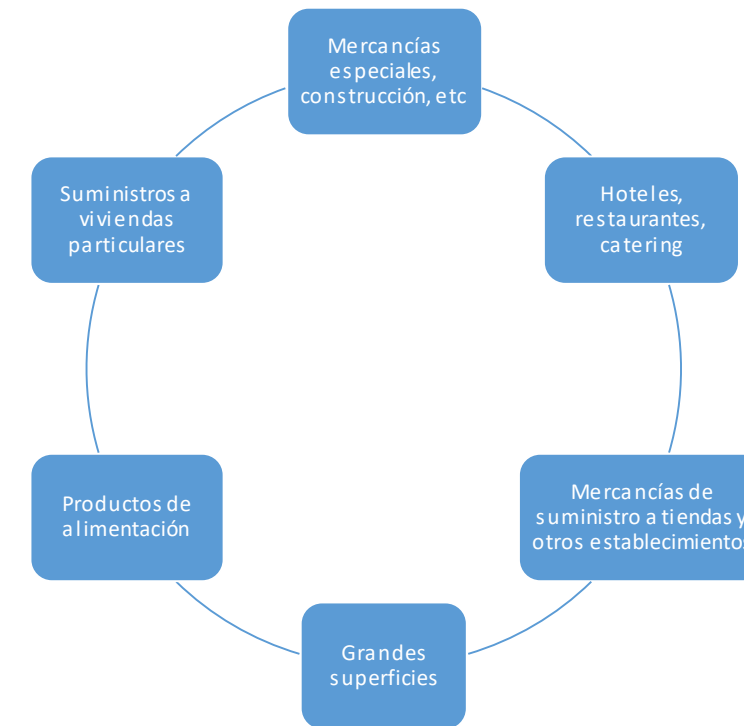 Mercancías
especiales,
construcción, etc
Hoteles,
restaurantes,
catering
Mercancías de
suministro a tiendas y
otros establecimientos
Grandes
superficies
Productos de
alimentación
Suministros a
viviendas
particulares